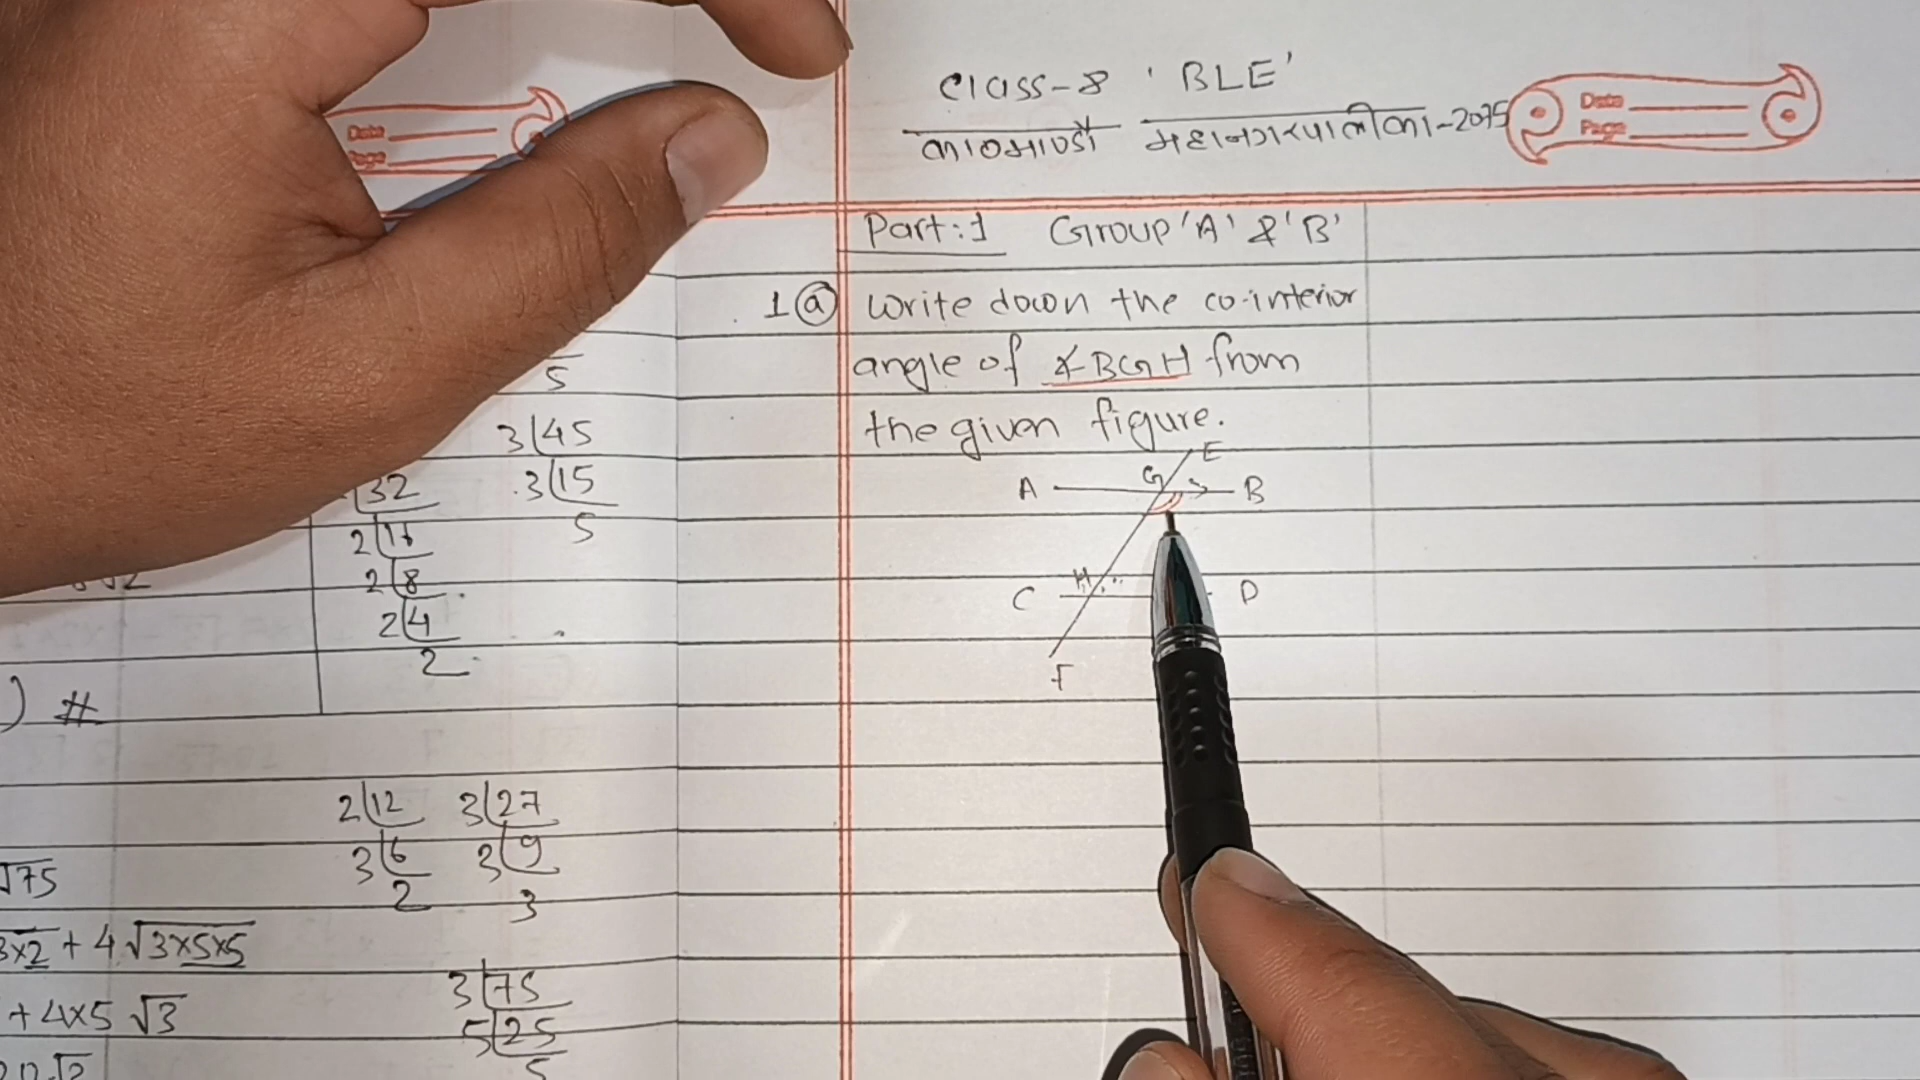 Date
Page
5
3 45
32
3 15
2 17
5
2 8
2 4
2
) #
2 12
3 27
3 6
3 9
2
3
√75
3×2 + 4 √3×5×5
3 75
+ 4×5 √3
5 25
5
class-8 'BLE'
काठमाण्डौ महानगरपालिका-2075
Date
Page
Part:1 Group 'A' & 'B'
1 (a) Write down the co-interior
angle of ∡BGH from
the given figure.
E
G
A
B
H
C
D
F